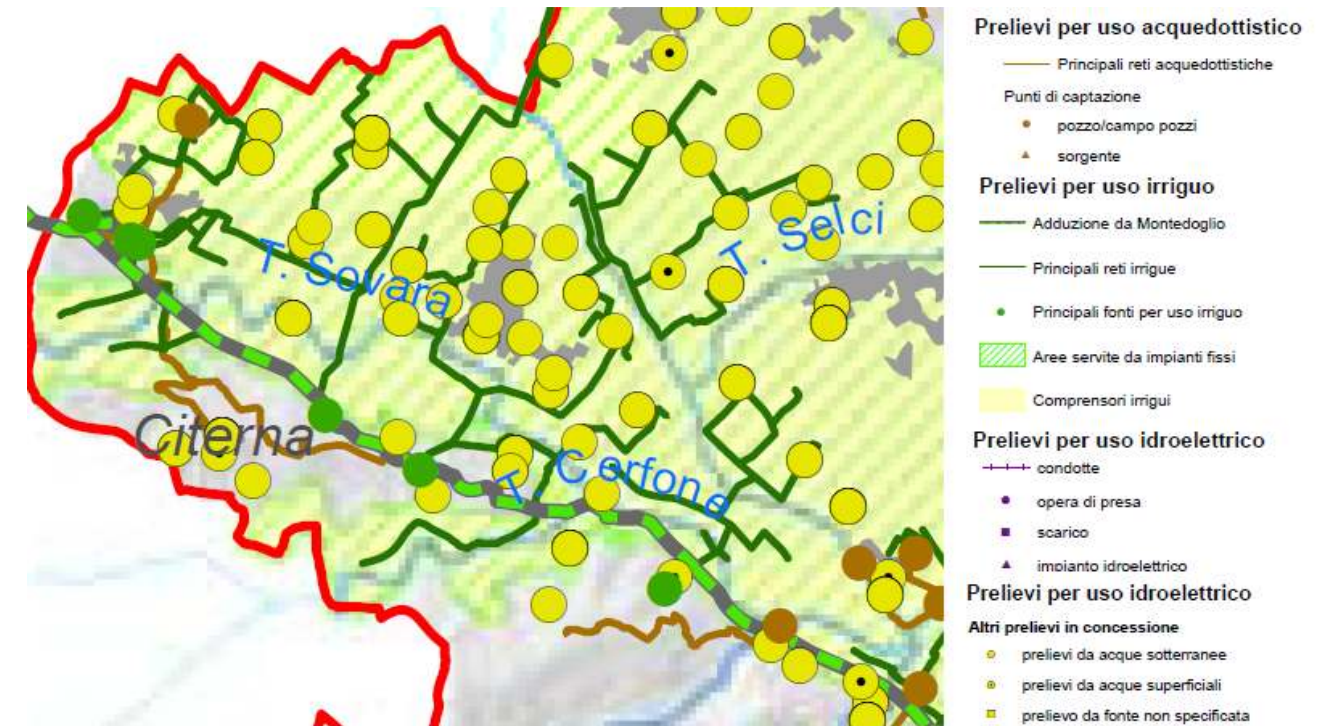 T. Sovara
T. Selci
Citerna
T. Cerfone
Prelievi per uso acquedottistico
Principali reti acquedottistiche
Punti di captazione
pozzo/campo pozzi
sorgente
Prelievi per uso irriguo
Adduzione da Montedoglio
Principali reti irrigue
Principali fonti per uso irriguo
Aree servite da impianti fissi
Comprensori irrigui
Prelievi per uso idroelettrico
condotte
opera di presa
scarico
impianto idroelettrico
Prelievi per uso idroelettrico
Altri prelievi in concessione
prelievi da acque sotterranee
prelievi da acque superficiali
prelievo da fonte non specificata